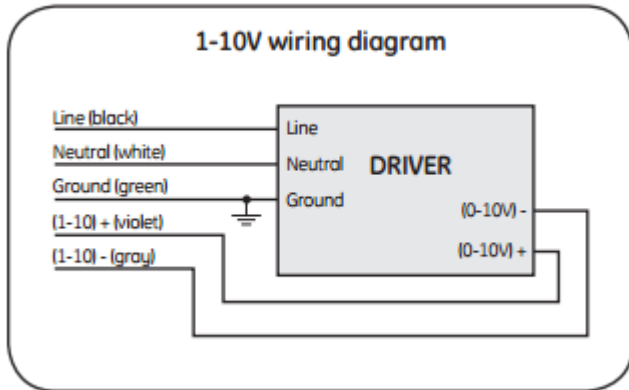 1-10V wiring diagram
Line (black)
Neutral (white)
Ground (green)
(1-10) + (violet)
(1-10) - (gray)
Line
Neutral
Ground
DRIVER
(0-10V) -
(0-10V) +